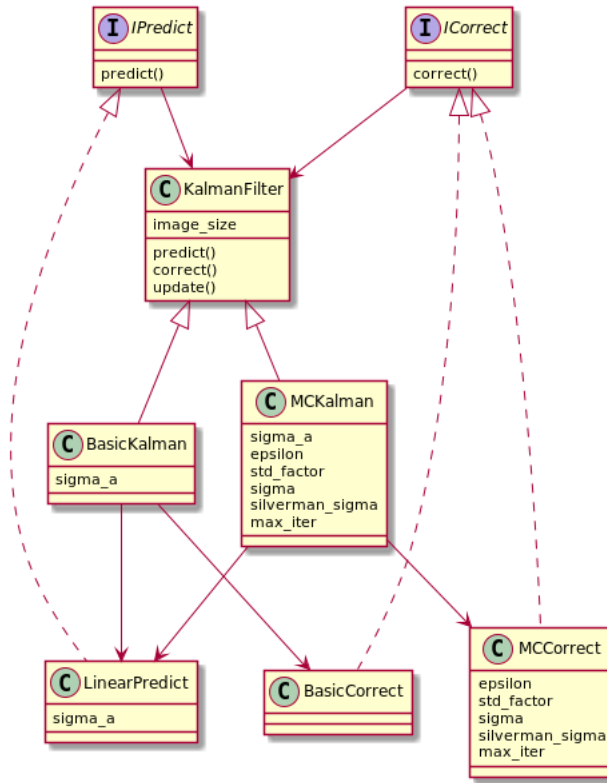 I IPredict
predict()
I ICorrect
correct()
C KalmanFilter
image_size
predict()
correct()
update()
C BasicKalman
sigma_a
C MCKalman
sigma_a
epsilon
std_factor
sigma
silverman_sigma
max_iter
C LinearPredict
sigma_a
C BasicCorrect
C MCCorrect
epsilon
std_factor
sigma
silverman_sigma
max_iter